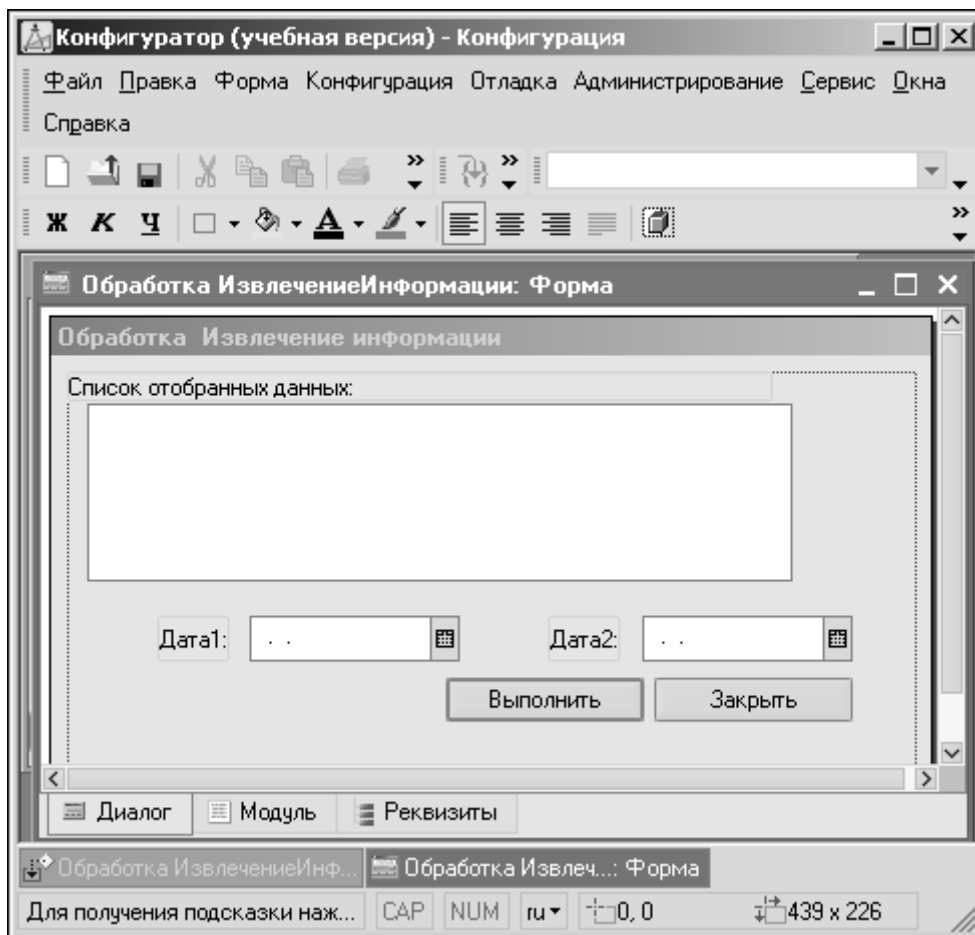 Конфигуратор (учебная версия) - Конфигурация
Файл Правка Форма Конфигурация Отладка Администрирование Сервис Окна
Справка
Ж К Ч А
Обработка ИзвлечениеИнформации: Форма
Обработка Извлечение информации
Список отобранных данных:
Дата1: . . Дата2: . .
Выполнить Закрыть
Диалог Модуль Реквизиты
Обработка ИзвлечениеИнф... Обработка Извлеч...: Форма
Для получения подсказки наж... CAP NUM ru 0, 0 439 x 226